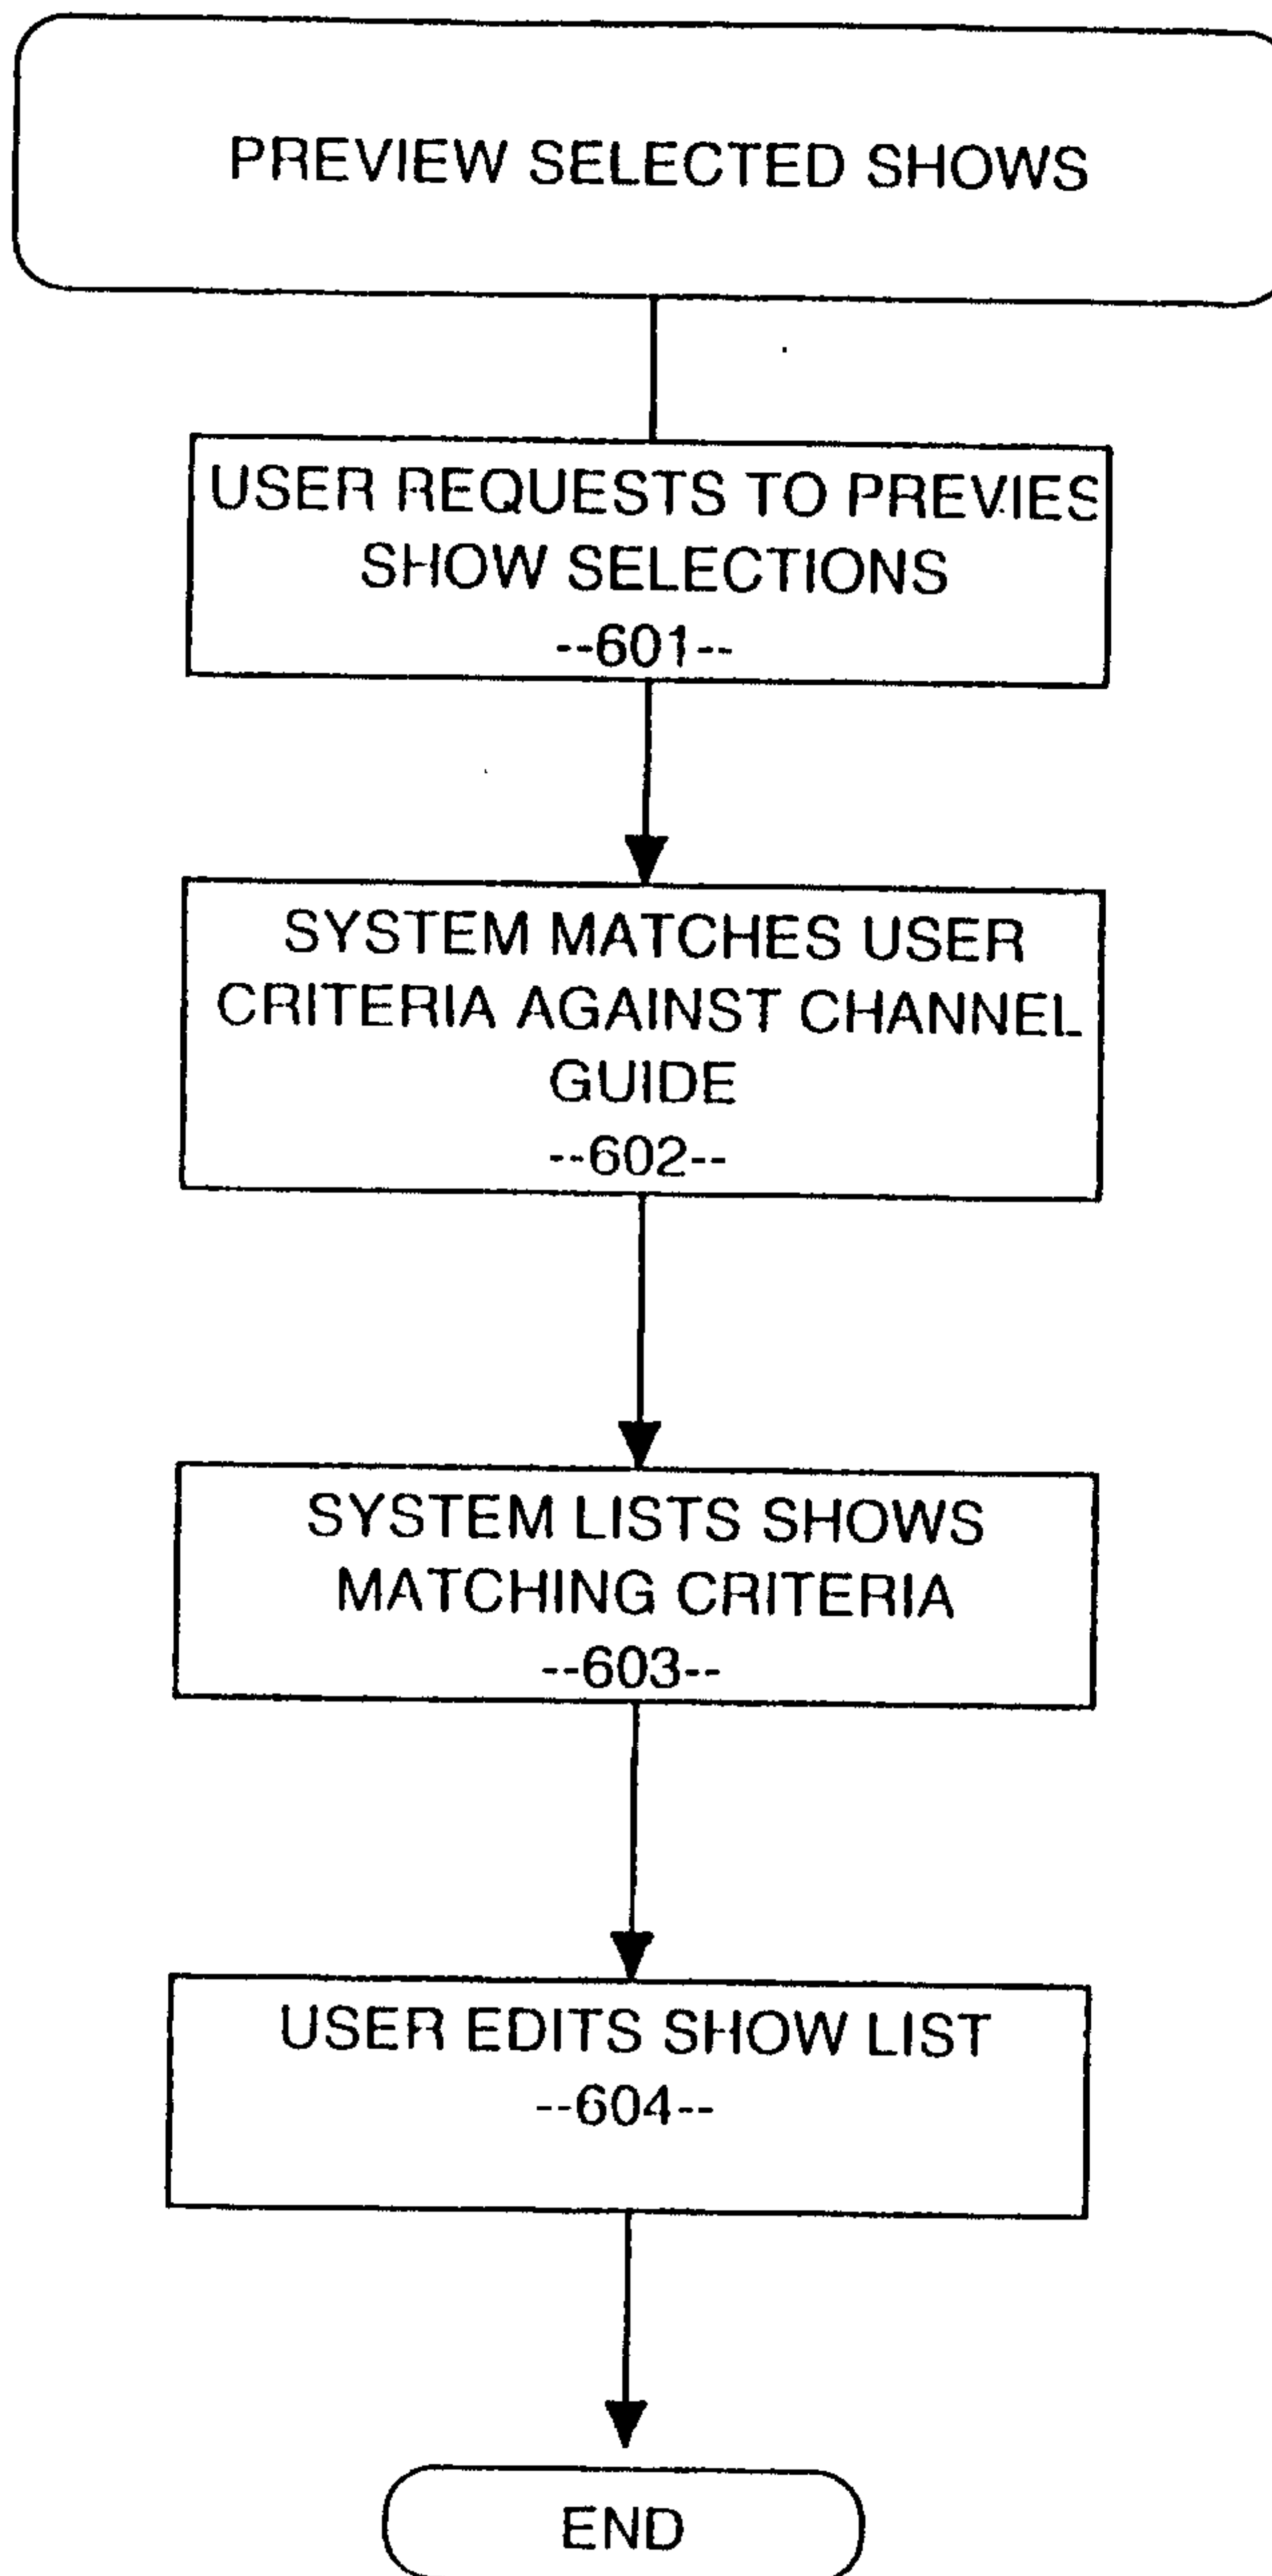 PREVIEW SELECTED SHOWS
USER REQUESTS TO PREVIES
SHOW SELECTIONS
--601--
SYSTEM MATCHES USER
CRITERIA AGAINST CHANNEL
GUIDE
--602--
SYSTEM LISTS SHOWS
MATCHING CRITERIA
--603--
USER EDITS SHOW LIST
--604--
END